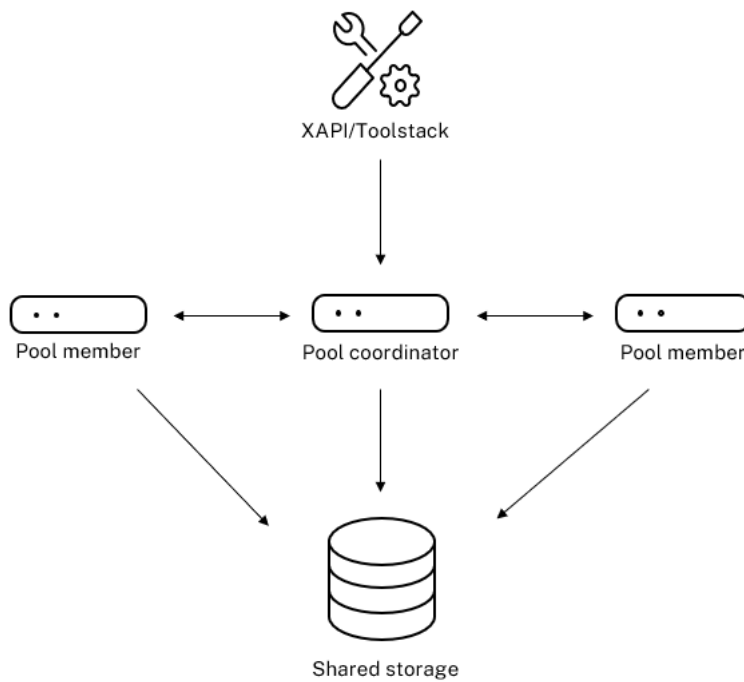 XAPI/Toolstack
Pool member
Pool coordinator
Pool member
Shared storage